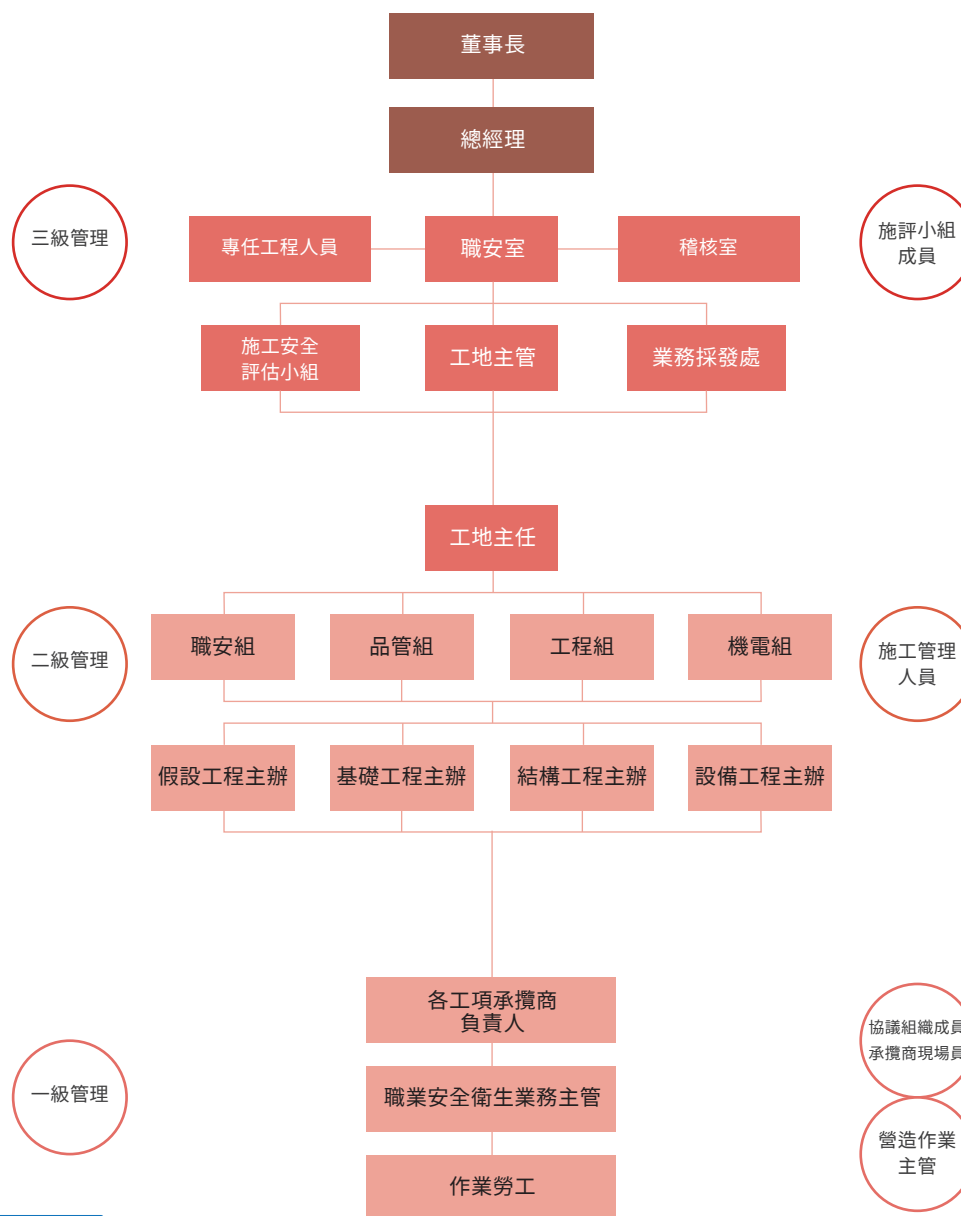 董事長
總經理
三級管理
專任工程人員
職安室
稽核室
施評小組
成員
施工安全
評估小組
工地主管
業務採發處
工地主任
二級管理
職安組
品管組
工程組
機電組
施工管理
人員
假設工程主辦
基礎工程主辦
結構工程主辦
設備工程主辦
各工項承攬商
負責人
協議組織成員
承攬商現場員
一級管理
職業安全衛生業務主管
營造作業
主管
作業勞工